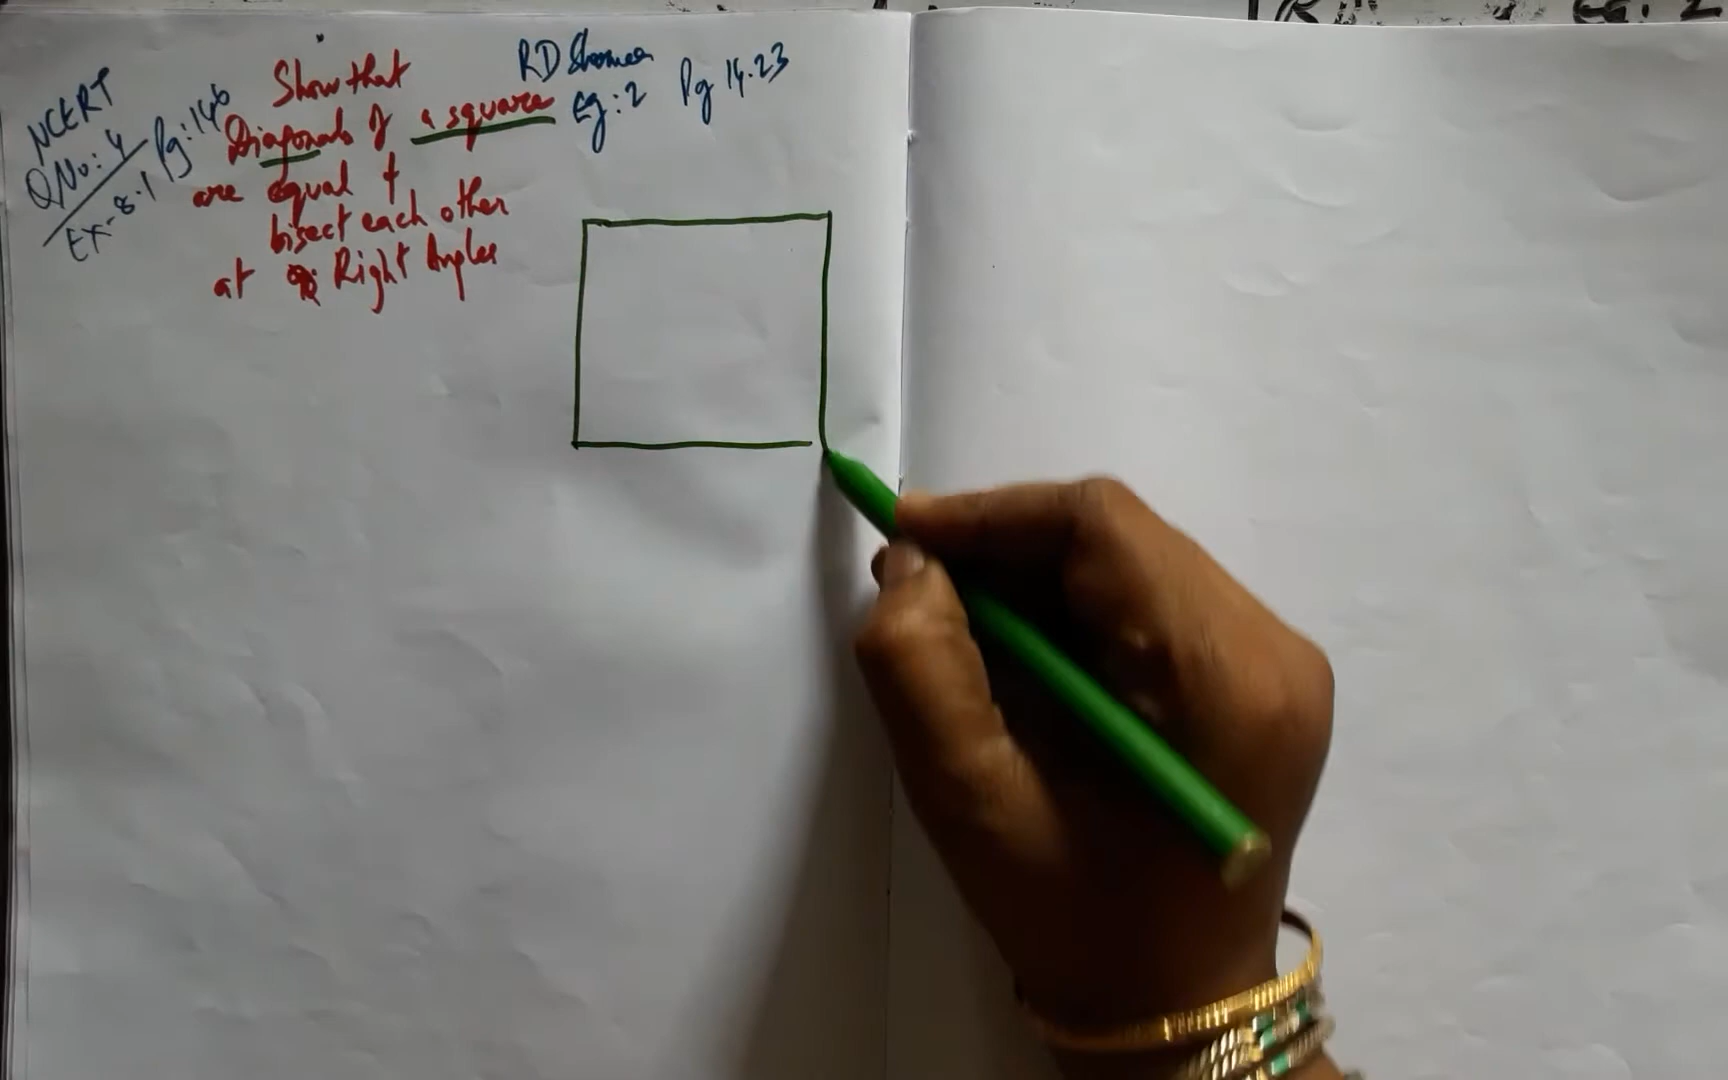 NCERT
QNo: 4 Pg: 146
EX-8.1
Show that
Diagonals of a square
are equal &
bisect each other
at Right Angles
RD Sharma
Eg: 2 Pg 14.23